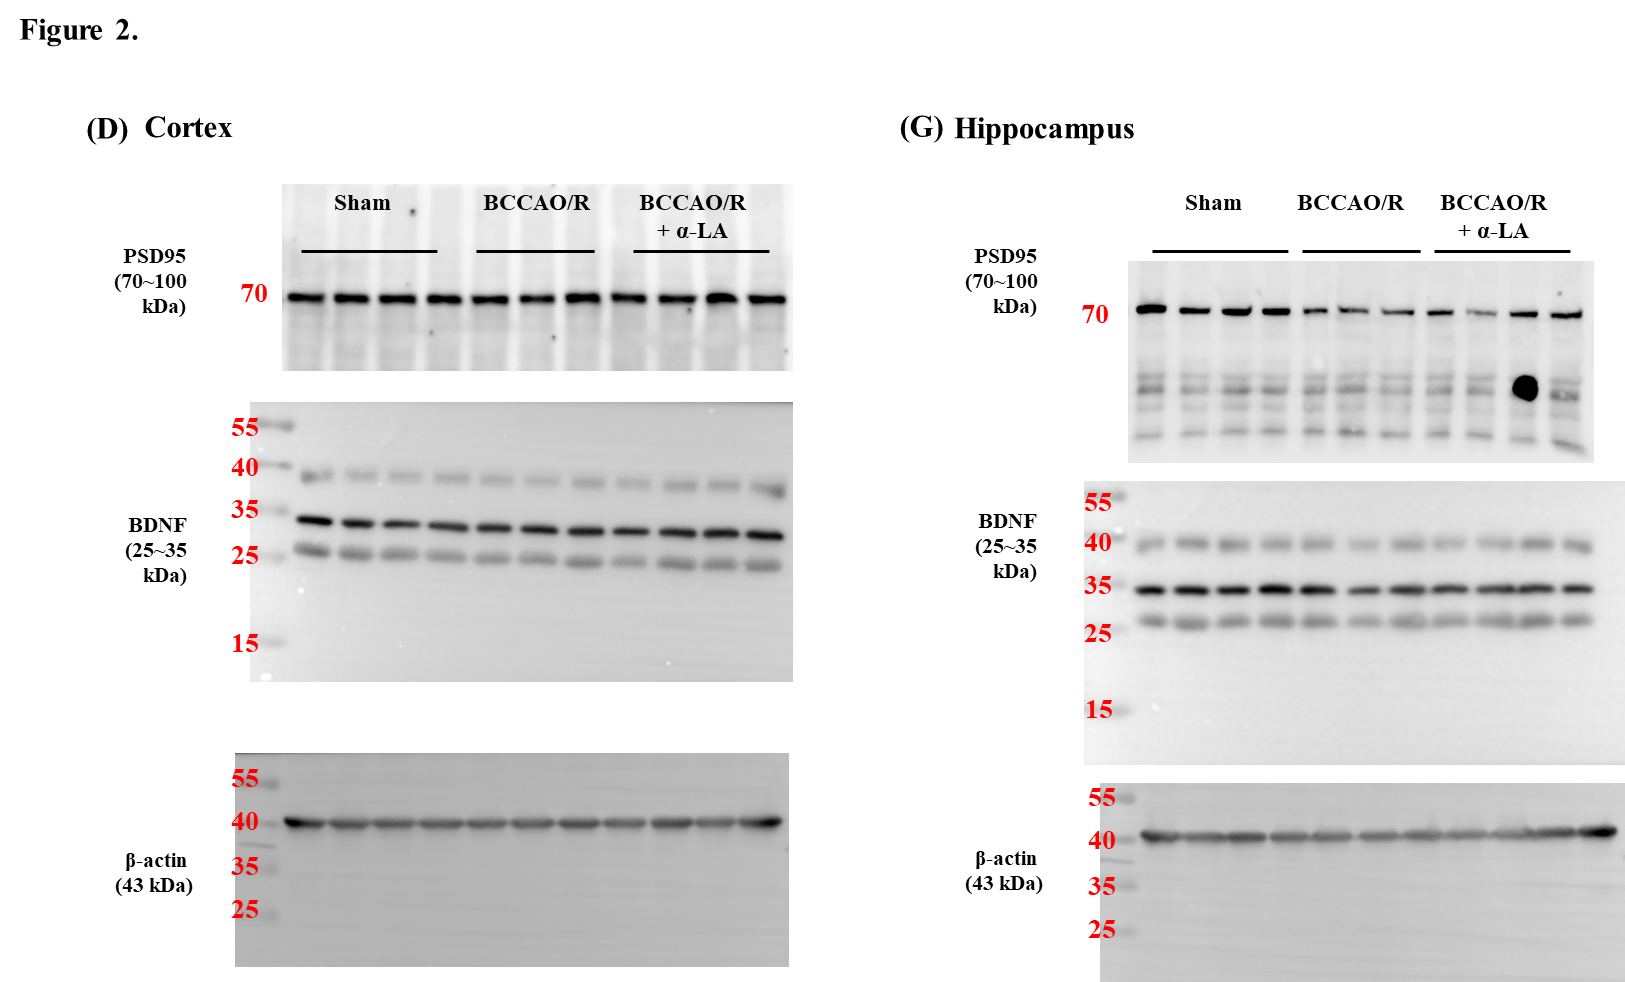 Figure 2.
(D) Cortex
Sham
BCCAO/R
BCCAO/R
+ α-LA
PSD95
(70~100
kDa)
70
55
40
35
25
15
BDNF
(25~35
kDa)
55
40
35
25
β-actin
(43 kDa)
(G) Hippocampus
Sham
BCCAO/R
BCCAO/R
+ α-LA
PSD95
(70~100
kDa)
70
55
40
35
25
15
BDNF
(25~35
kDa)
55
40
35
25
β-actin
(43 kDa)